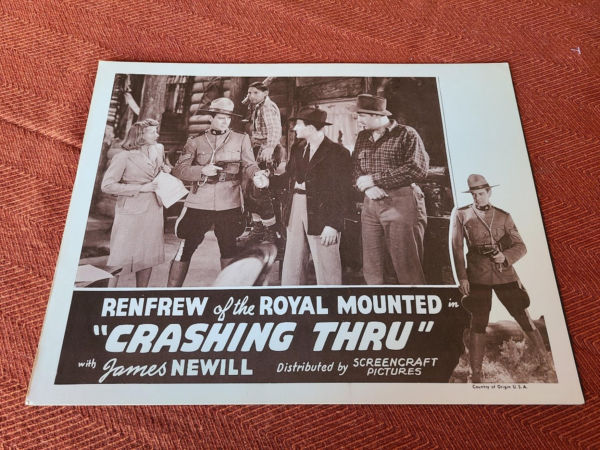 RENFREW of the ROYAL MOUNTED in
"CRASHING THRU"
with James NEWILL Distributed by SCREENCRAFT PICTURES
Country of Origin U.S.A.